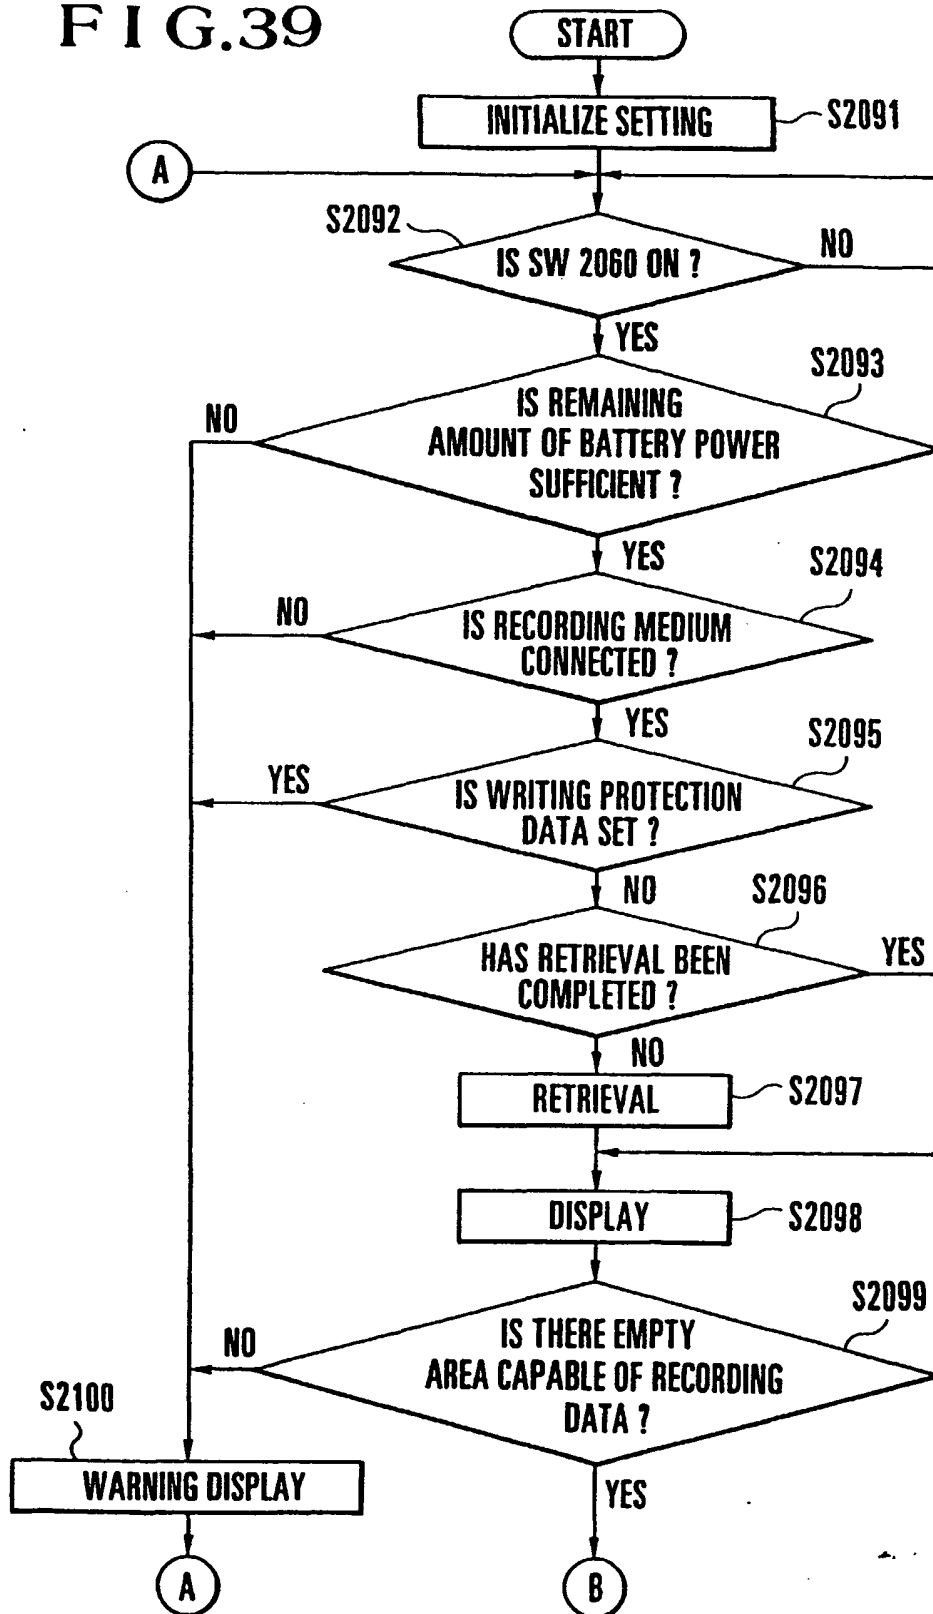 FIG.39
START
INITIALIZE SETTING
S2091
A
S2092
IS SW 2060 ON ?
NO
YES
S2093
NO
IS REMAINING
AMOUNT OF BATTERY POWER
SUFFICIENT ?
YES
S2094
NO
IS RECORDING MEDIUM
CONNECTED ?
YES
S2095
YES
IS WRITING PROTECTION
DATA SET ?
NO
S2096
HAS RETRIEVAL BEEN
COMPLETED ?
YES
NO
RETRIEVAL
S2097
DISPLAY
S2098
S2099
NO
IS THERE EMPTY
AREA CAPABLE OF RECORDING
DATA ?
S2100
WARNING DISPLAY
YES
A
B